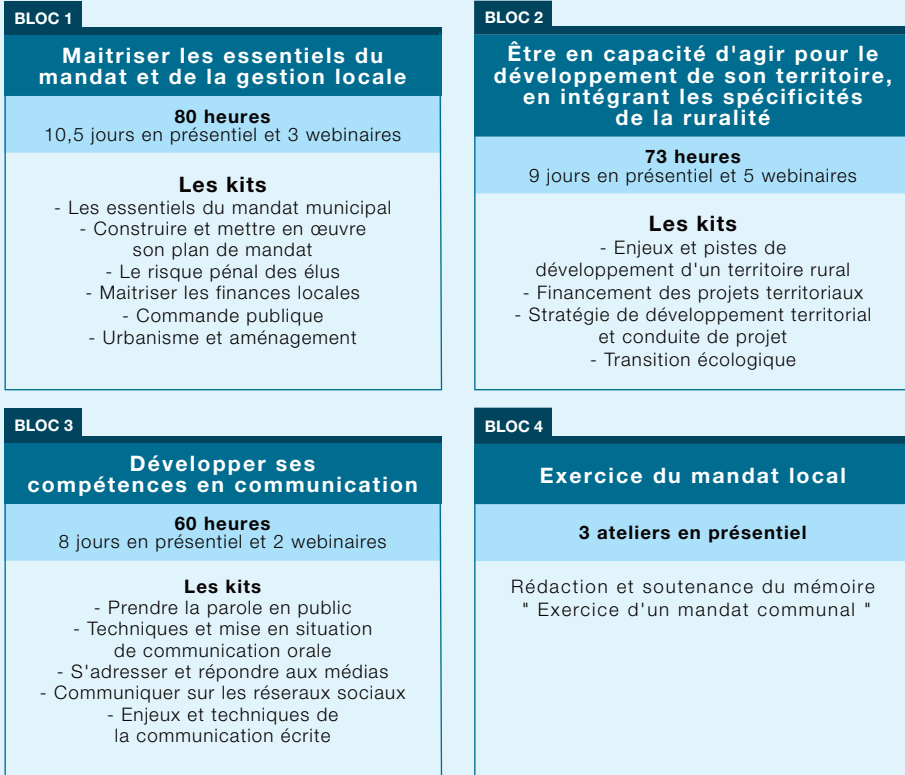 BLOC 1
Maitriser les essentiels du
mandat et de la gestion locale
80 heures
10,5 jours en présentiel et 3 webinaires
Les kits
- Les essentiels du mandat municipal
- Construire et mettre en œuvre
son plan de mandat
- Le risque pénal des élus
- Maitriser les finances locales
- Commande publique
- Urbanisme et aménagement
BLOC 2
Être en capacité d'agir pour le
développement de son territoire,
en intégrant les spécificités
de la ruralité
73 heures
9 jours en présentiel et 5 webinaires
Les kits
- Enjeux et pistes de
développement d'un territoire rural
- Financement des projets territoriaux
- Stratégie de développement territorial
et conduite de projet
- Transition écologique
BLOC 3
Développer ses
compétences en communication
60 heures
8 jours en présentiel et 2 webinaires
Les kits
- Prendre la parole en public
- Techniques et mise en situation
de communication orale
- S'adresser et répondre aux médias
- Communiquer sur les réseraux sociaux
- Enjeux et techniques de
la communication écrite
BLOC 4
Exercice du mandat local
3 ateliers en présentiel
Rédaction et soutenance du mémoire
" Exercice d'un mandat communal "